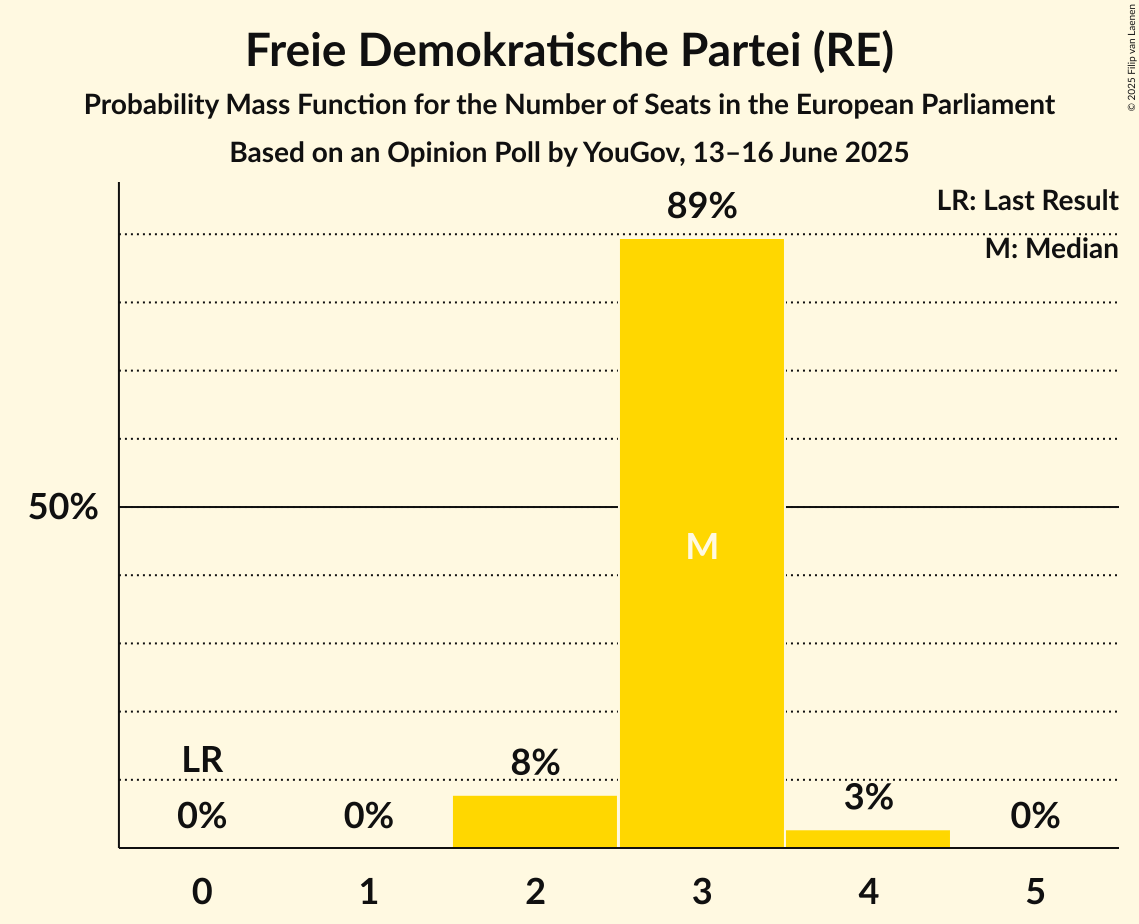 Freie Demokratische Partei (RE)
Probability Mass Function for the Number of Seats in the European Parliament
Based on an Opinion Poll by YouGov, 13–16 June 2025
© 2025 Filip van Laenen
LR: Last Result
M: Median
89%
50%
M
LR
0%
0%
8%
3%
0%
0
1
2
3
4
5